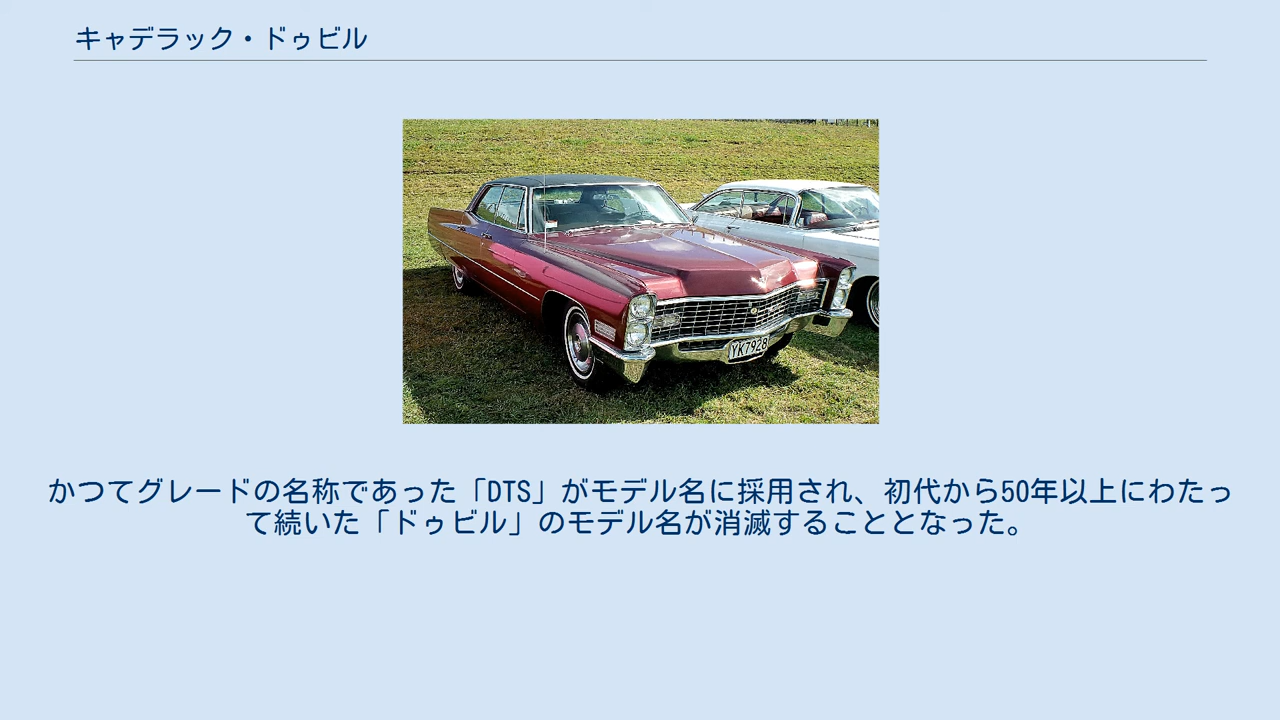 キャデラック・ドゥビル
YK7928
かつてグレードの名称であった「DTS」がモデル名に採用され、初代から50年以上にわたっ
て続いた「ドゥビル」のモデル名が消滅することとなった。